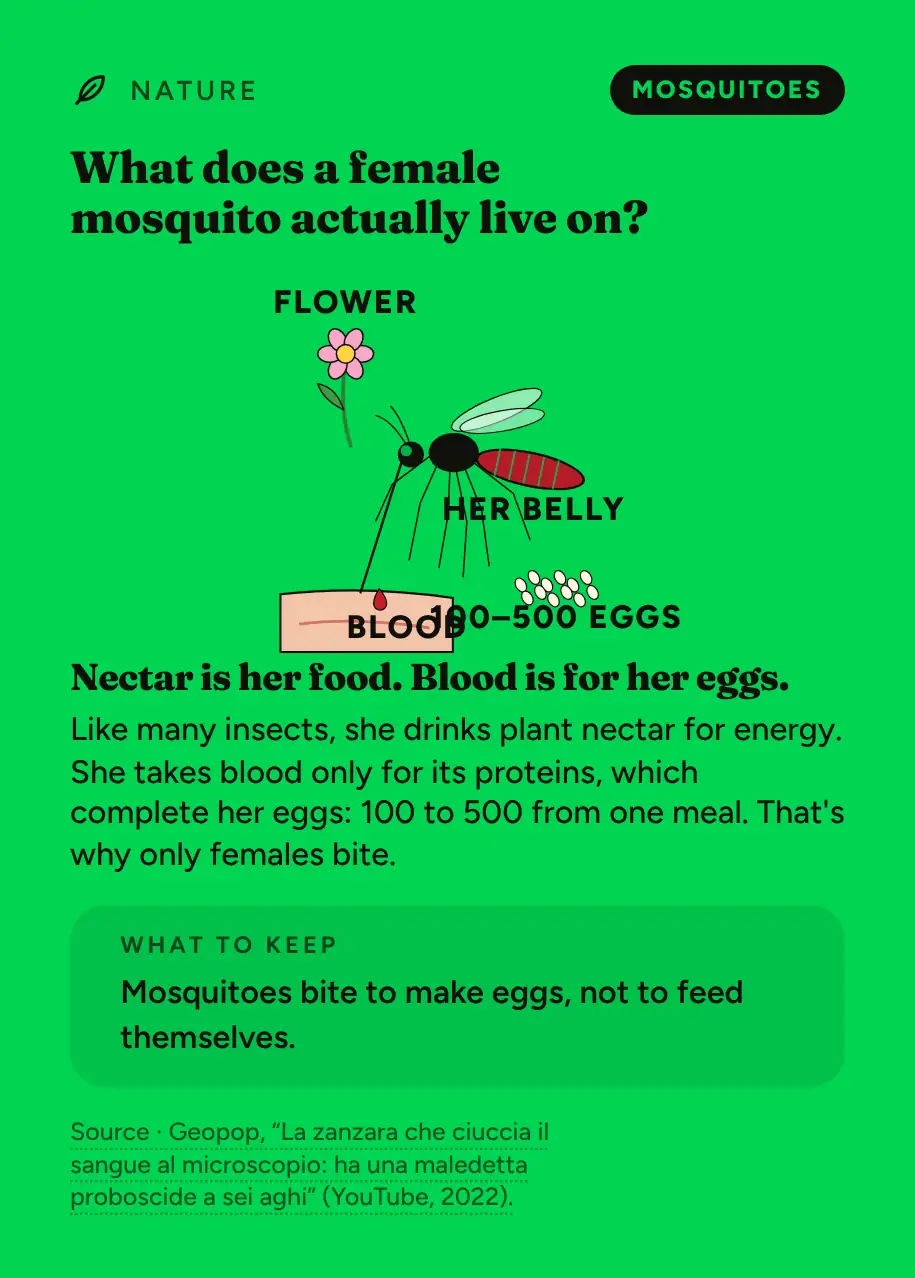 NATURE
MOSQUITOES
What does a female
mosquito actually live on?
FLOWER
HER BELLY
100–500 EGGS
BLOOD
Nectar is her food. Blood is for her eggs.
Like many insects, she drinks plant nectar for energy.
She takes blood only for its proteins, which
complete her eggs: 100 to 500 from one meal. That's
why only females bite.
WHAT TO KEEP
Mosquitoes bite to make eggs, not to feed
themselves.
Source · Geopop, “La zanzara che ciuccia il
sangue al microscopio: ha una maledetta
proboscide a sei aghi” (YouTube, 2022).